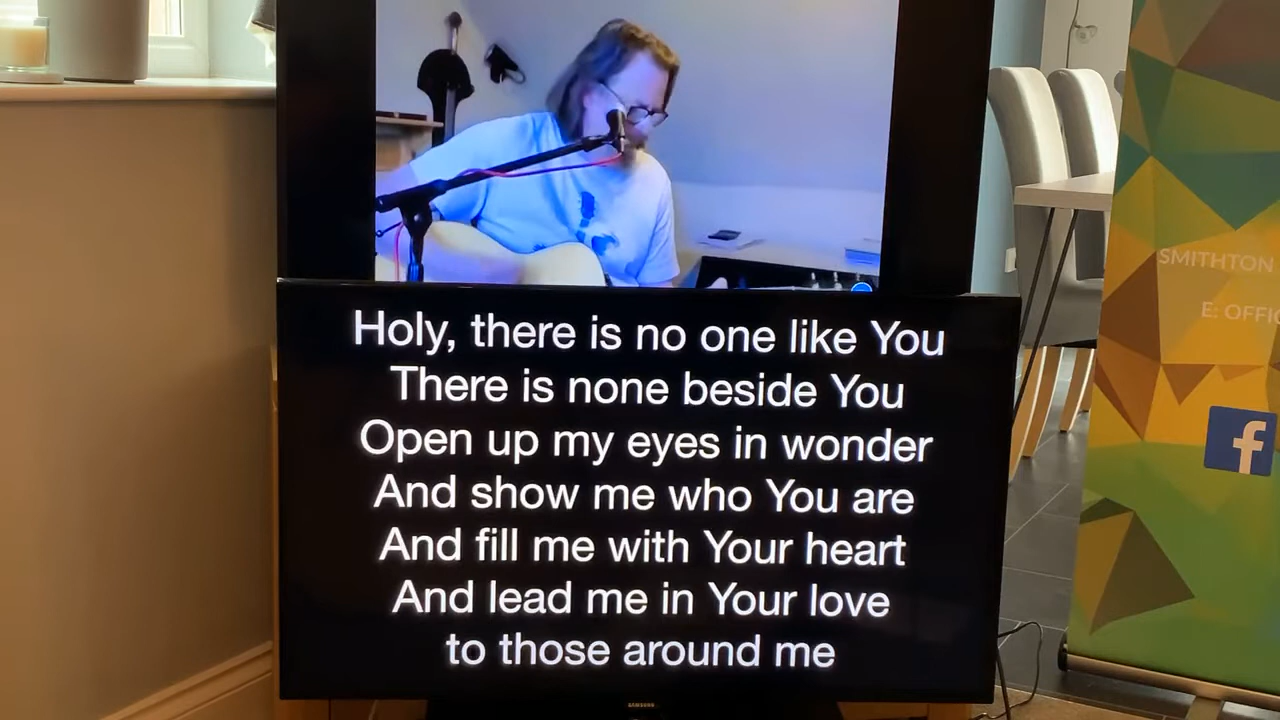 Holy, there is no one like You
There is none beside You
Open up my eyes in wonder
And show me who You are
And fill me with Your heart
And lead me in Your love
to those around me
SAMSUNG
SMITHTON
E: OFFIC
f